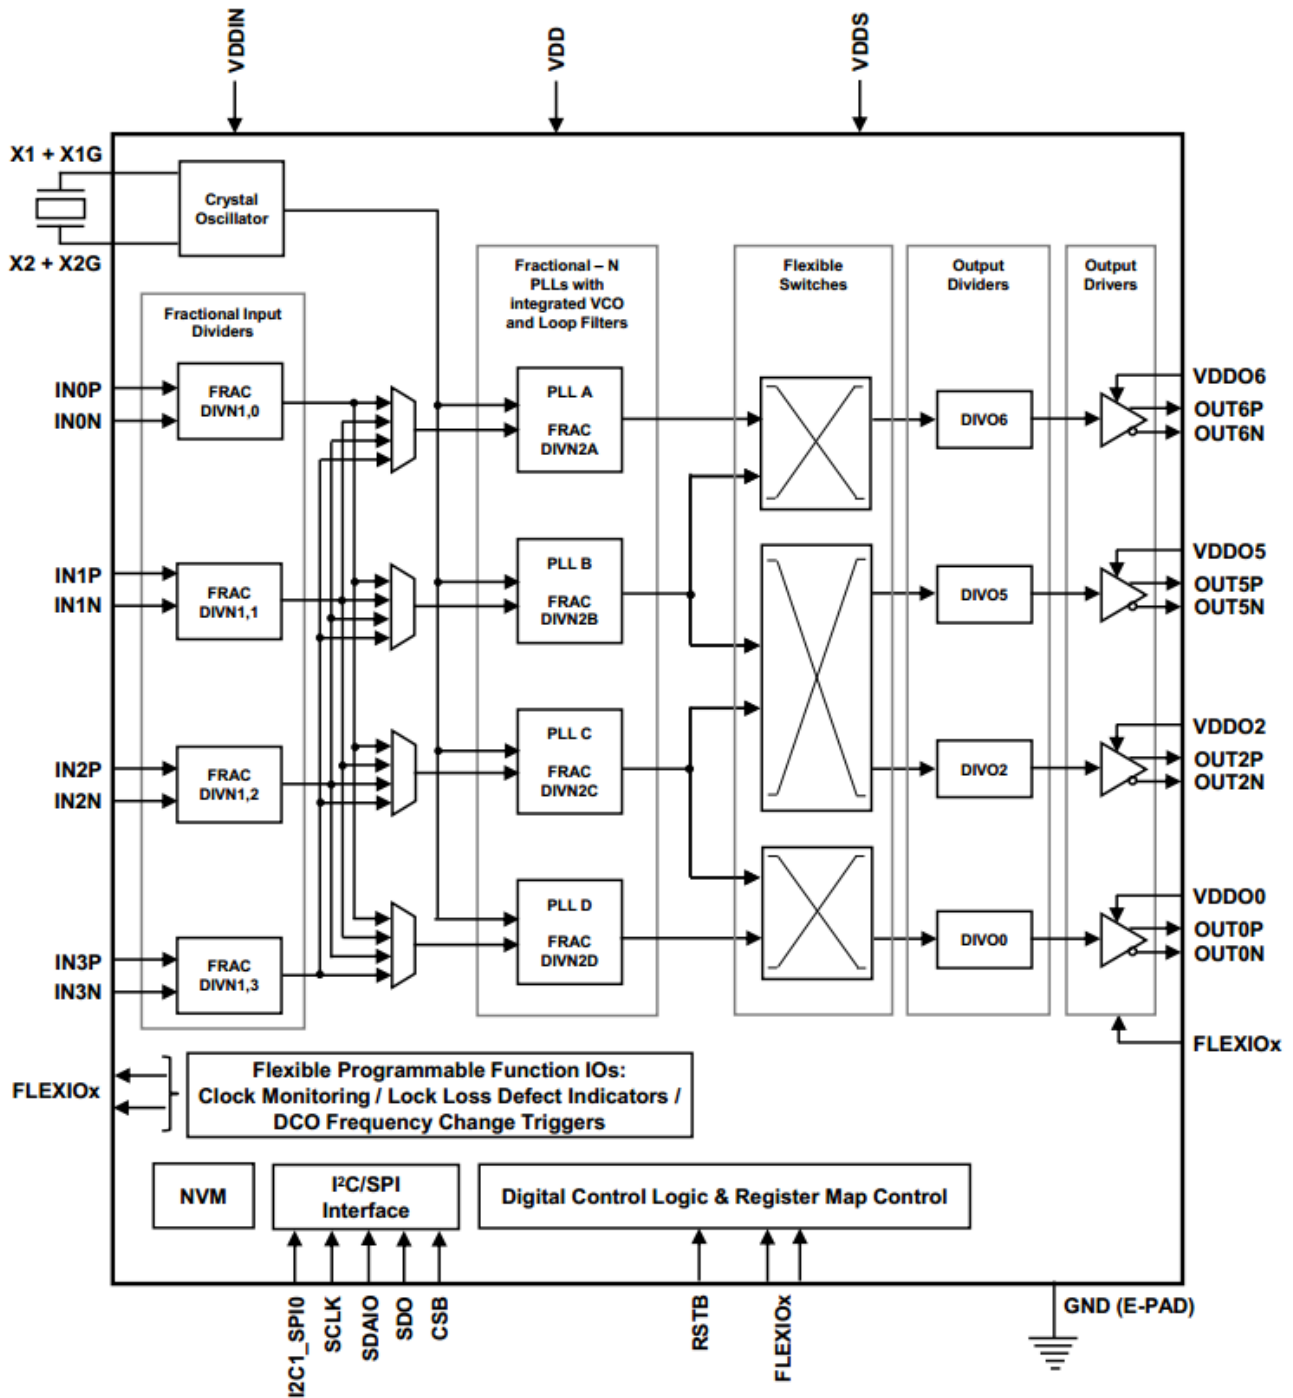 VDDIN
VDD
VDDS
X1 + X1G
X2 + X2G
Crystal
Oscillator
Fractional Input
Dividers
Fractional – N
PLLs with
integrated VCO
and Loop Filters
Flexible
Switches
Output
Dividers
Output
Drivers
IN0P
IN0N
FRAC
DIVN1,0
PLL A
FRAC
DIVN2A
DIVO6
VDDO6
OUT6P
OUT6N
IN1P
IN1N
FRAC
DIVN1,1
PLL B
FRAC
DIVN2B
DIVO5
VDDO5
OUT5P
OUT5N
IN2P
IN2N
FRAC
DIVN1,2
PLL C
FRAC
DIVN2C
DIVO2
VDDO2
OUT2P
OUT2N
IN3P
IN3N
FRAC
DIVN1,3
PLL D
FRAC
DIVN2D
DIVO0
VDDO0
OUT0P
OUT0N
FLEXIOx
FLEXIOx
Flexible Programmable Function IOs:
Clock Monitoring / Lock Loss Defect Indicators /
DCO Frequency Change Triggers
NVM
I²C/SPI
Interface
Digital Control Logic & Register Map Control
I2C1_SPI0
SCLK
SDAIO
SDO
CSB
RSTB
FLEXIOx
GND (E-PAD)